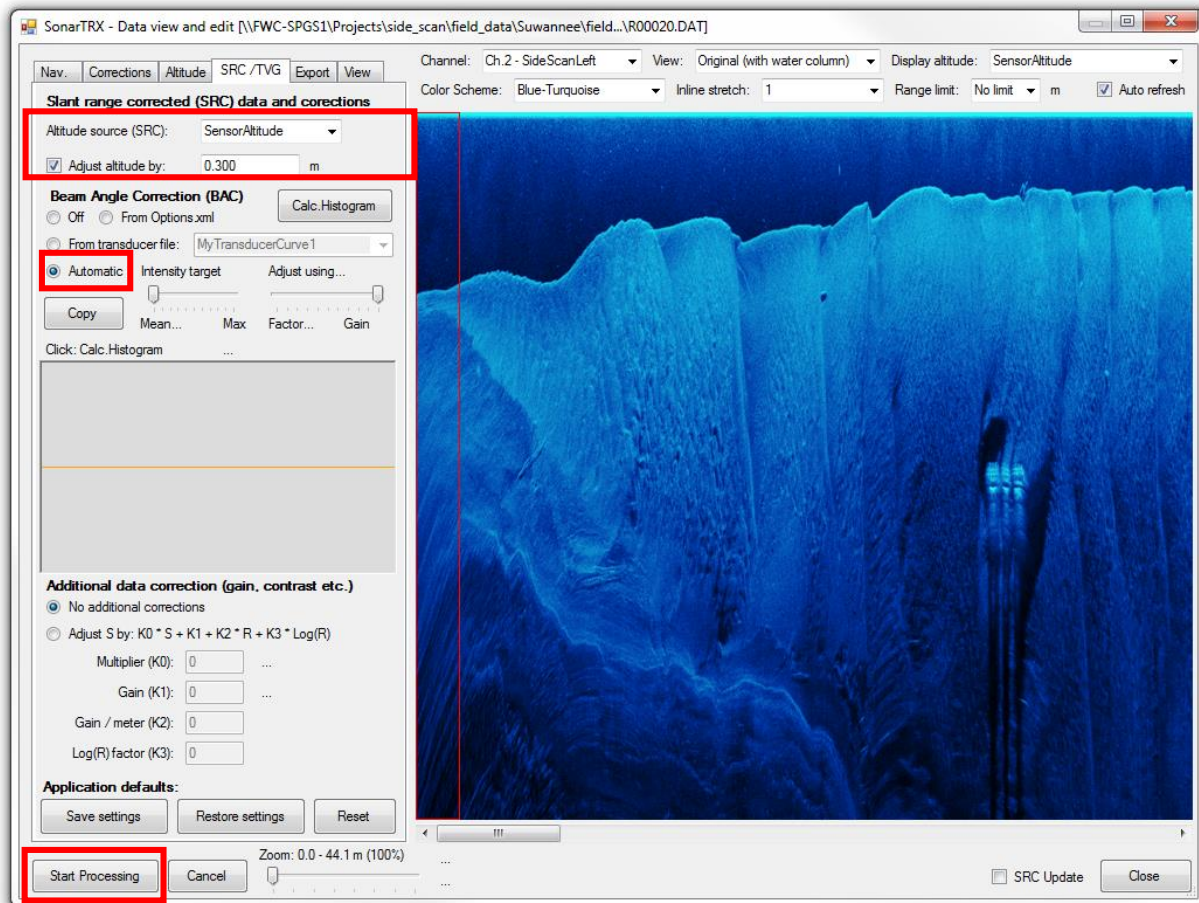 SonarTRX - Data view and edit [\\FWC-SPGS1\Projects\side_scan\field_data\Suwannee\field...\R00020.DAT]
Nav. Corrections Altitude SRC /TVG Export View
Channel: Ch.2 - SideScanLeft View: Original (with water column) Display altitude: SensorAltitude
Color Scheme: Blue-Turquoise Inline stretch: 1 Range limit: No limit m Auto refresh
Slant range corrected (SRC) data and corections
Altitude source (SRC): SensorAltitude
Adjust altitude by: 0.300 m
Beam Angle Correction (BAC)
Off From Options.xml Calc.Histogram
From transducer file: MyTransducerCurve1
Automatic Intensity target Adjust using...
Copy Mean... Max Factor... Gain
Click: Calc.Histogram ...
Additional data correction (gain, contrast etc.)
No additional corrections
Adjust S by: K0 * S + K1 + K2 * R + K3 * Log(R)
Multiplier (K0): 0 ...
Gain (K1): 0 ...
Gain / meter (K2): 0
Log(R) factor (K3): 0
Application defaults:
Save settings Restore settings Reset
Start Processing Cancel Zoom: 0.0 - 44.1 m (100%) ...
...
SRC Update Close